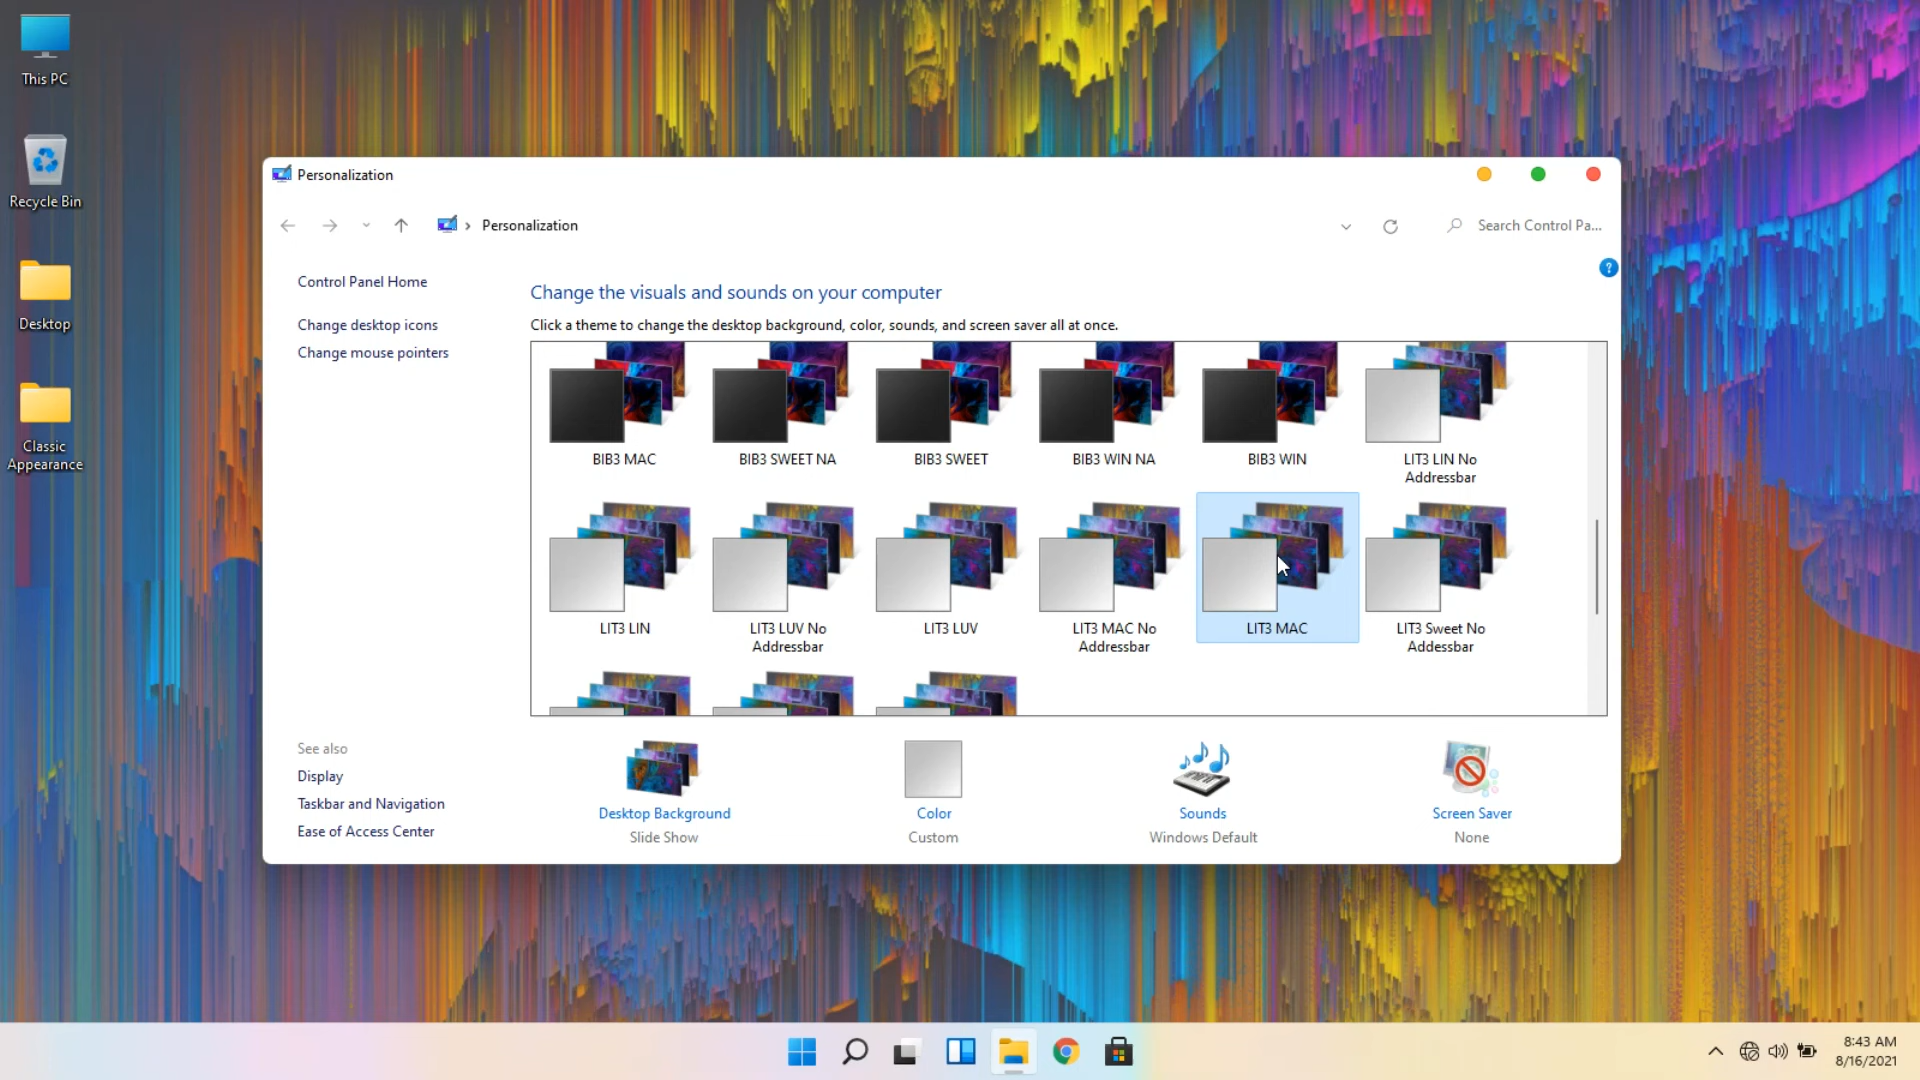 This PC
Recycle Bin
Desktop
Classic
Appearance
Personalization
Personalization
Search Control Pa...
?
Control Panel Home
Change desktop icons
Change mouse pointers
Change the visuals and sounds on your computer
Click a theme to change the desktop background, color, sounds, and screen saver all at once.
BIB3 MAC
BIB3 SWEET NA
BIB3 SWEET
BIB3 WIN NA
BIB3 WIN
LIT3 LIN No
Addressbar
LIT3 LIN
LIT3 LUV No
Addressbar
LIT3 LUV
LIT3 MAC No
Addressbar
LIT3 MAC
LIT3 Sweet No
Addessbar
See also
Display
Taskbar and Navigation
Ease of Access Center
Desktop Background
Slide Show
Color
Custom
Sounds
Windows Default
Screen Saver
None
8:43 AM
8/16/2021